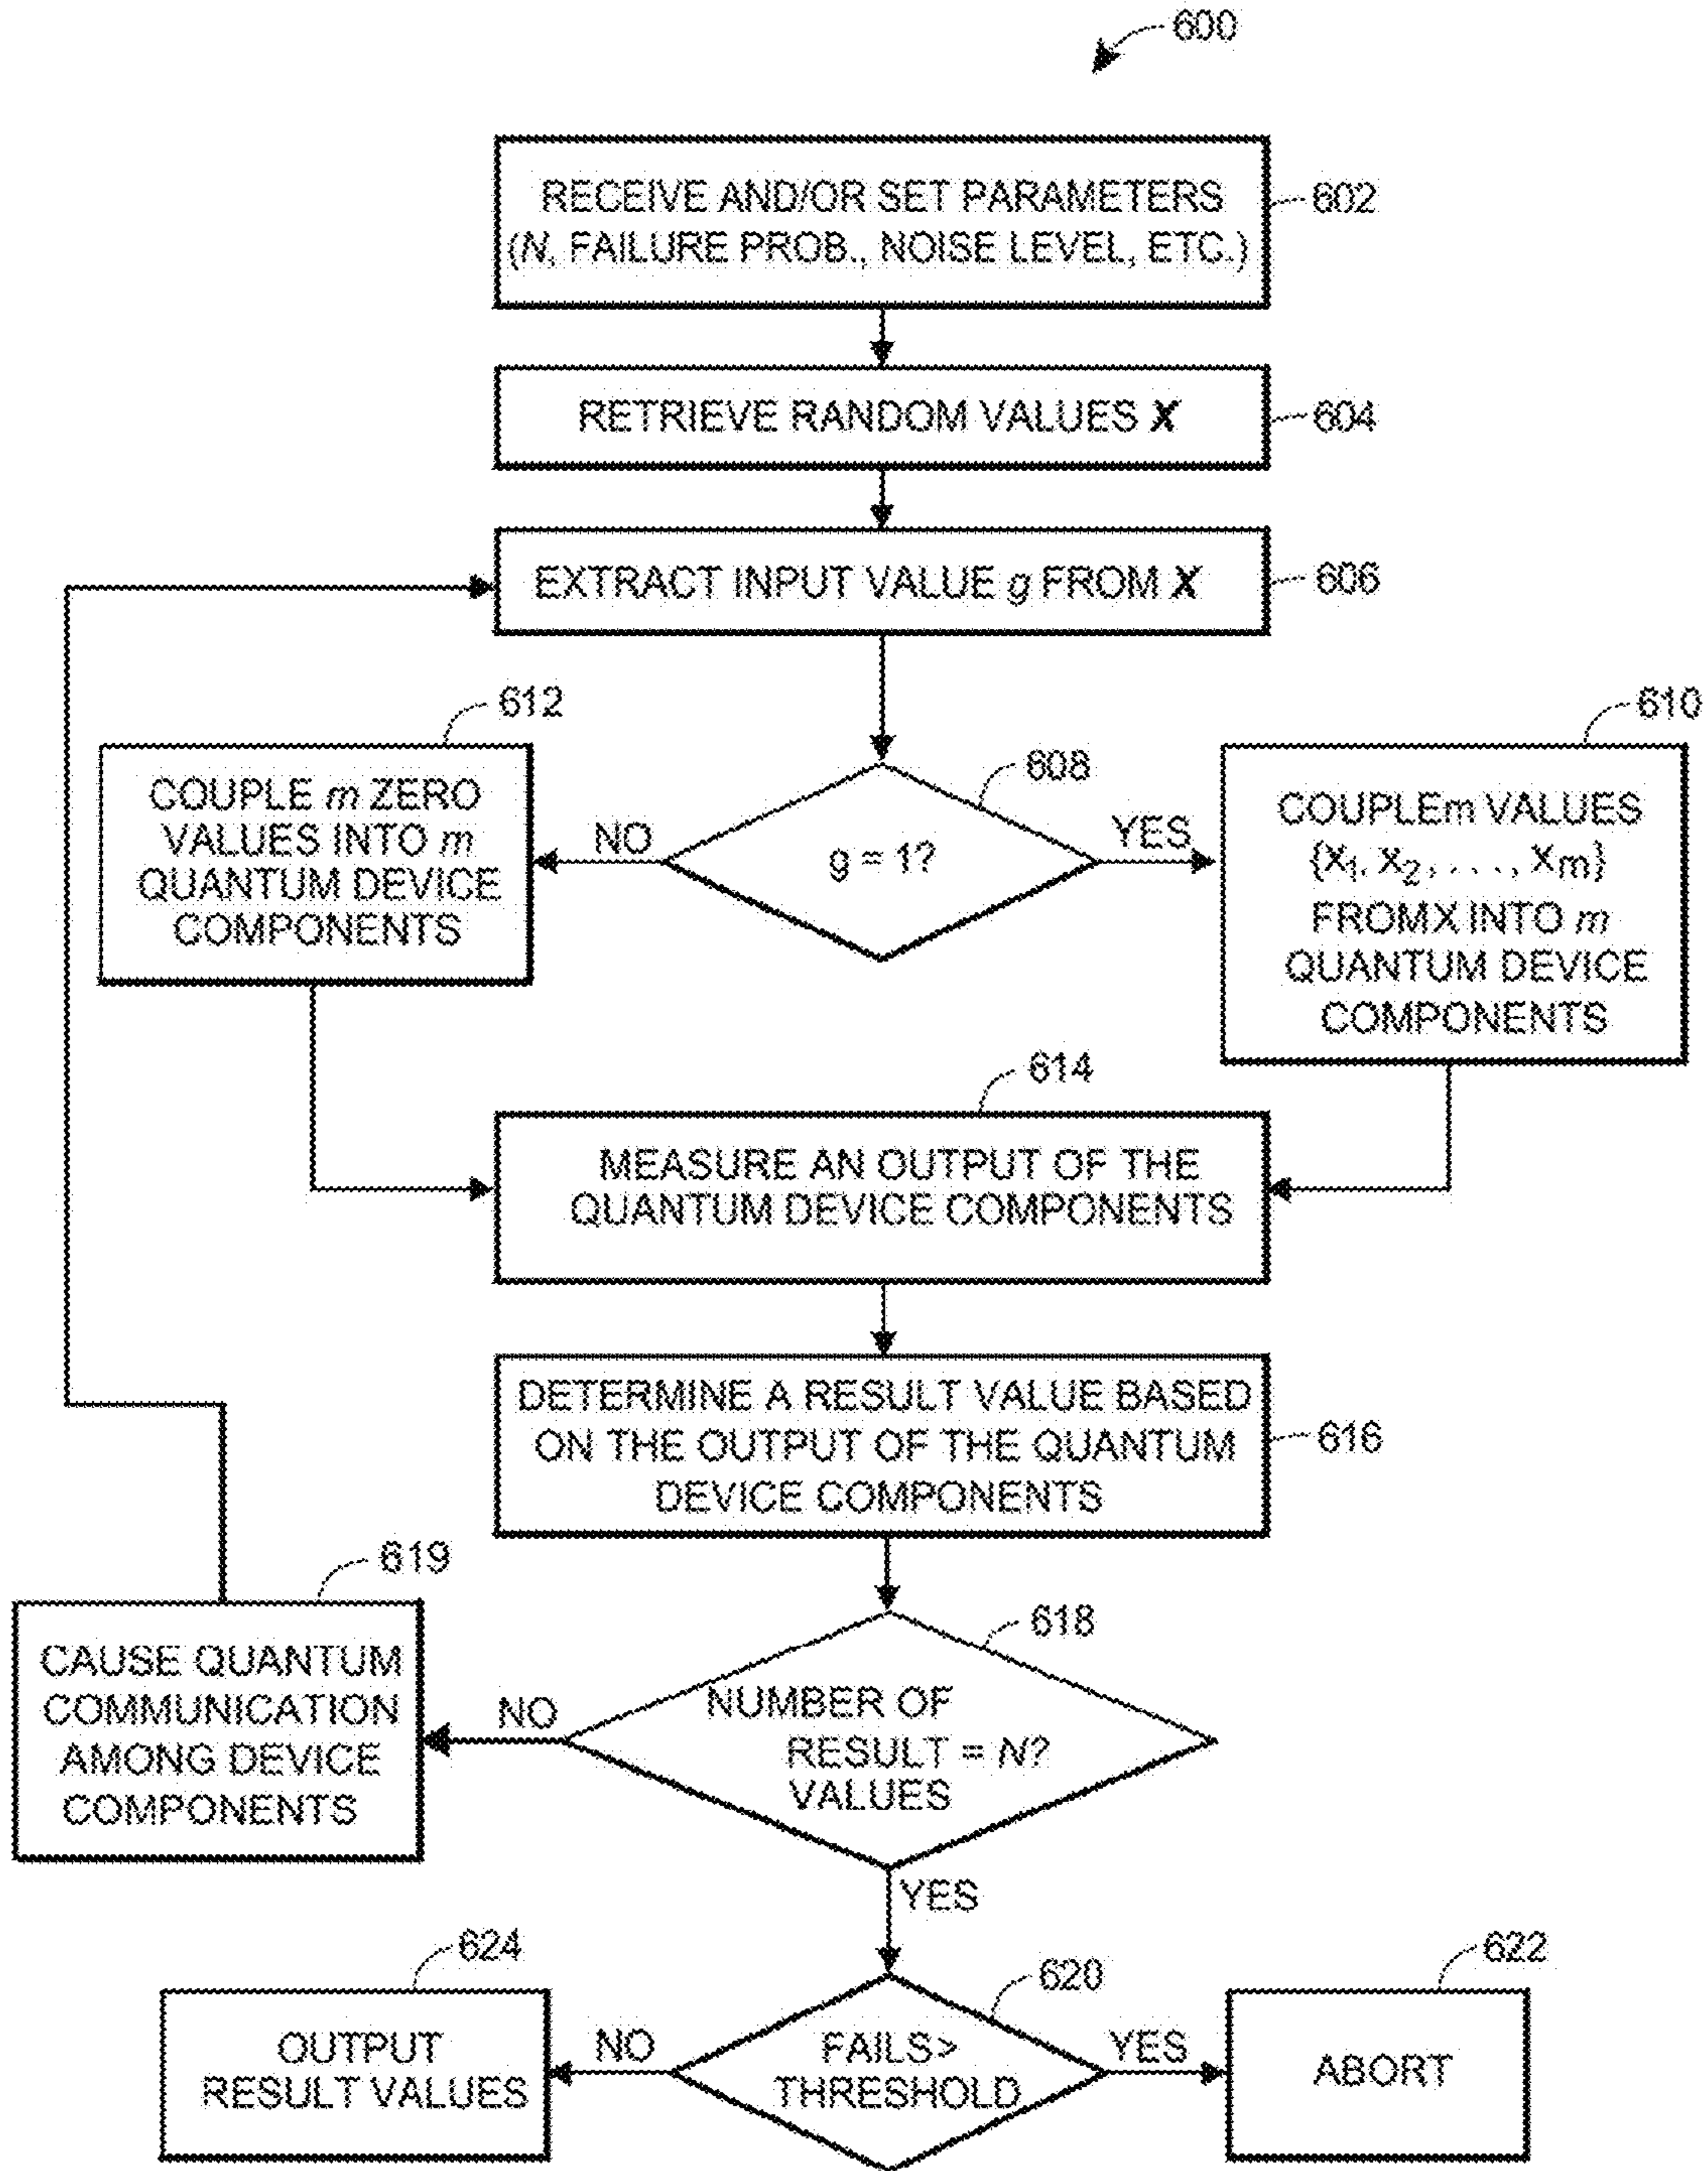 600
RECEIVE AND/OR SET PARAMETERS
(N, FAILURE PROB., NOISE LEVEL, ETC.)
602
RETRIEVE RANDOM VALUES X
604
EXTRACT INPUT VALUE g FROM X
606
612
COUPLE m ZERO
VALUES INTO m
QUANTUM DEVICE
COMPONENTS
NO
608
g = 1?
YES
610
COUPLEm VALUES
{X₁, X₂, . . . , Xₘ}
FROMX INTO m
QUANTUM DEVICE
COMPONENTS
614
MEASURE AN OUTPUT OF THE
QUANTUM DEVICE COMPONENTS
DETERMINE A RESULT VALUE BASED
ON THE OUTPUT OF THE QUANTUM
DEVICE COMPONENTS
616
619
CAUSE QUANTUM
COMMUNICATION
AMONG DEVICE
COMPONENTS
NO
618
NUMBER OF
RESULT = N?
VALUES
YES
624
OUTPUT
RESULT VALUES
NO
620
FAILS>
THRESHOLD
YES
622
ABORT